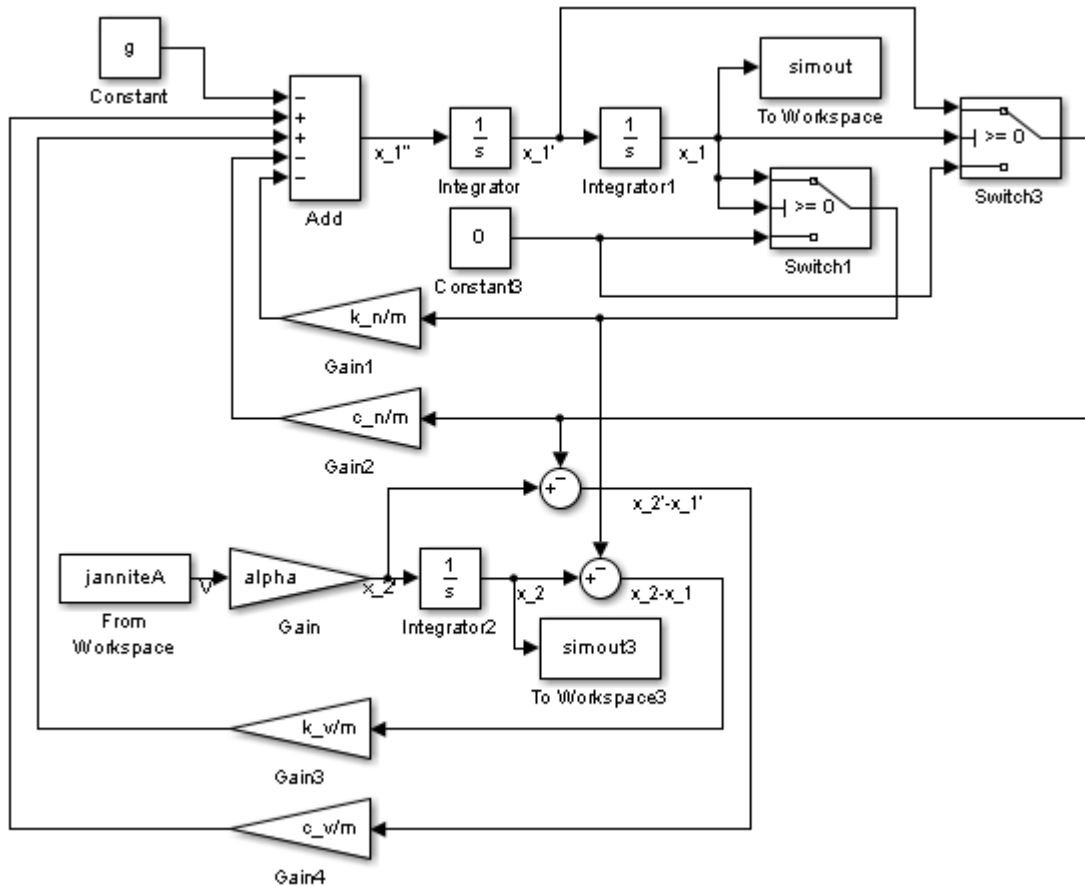 g
Constant
−
+
+
−
−
Add
x_1''
1
s
Integrator
x_1'
1
s
Integrator1
x_1
simout
To Workspace
>= 0
Switch3
>= 0
Switch1
0
Constant3
k_n/m
Gain1
c_n/m
Gain2
+
−
x_2'-x_1'
janniteA
From
Workspace
V
alpha
Gain
x_2'
1
s
Integrator2
x_2
+
−
x_2-x_1
simout3
To Workspace3
k_v/m
Gain3
c_v/m
Gain4